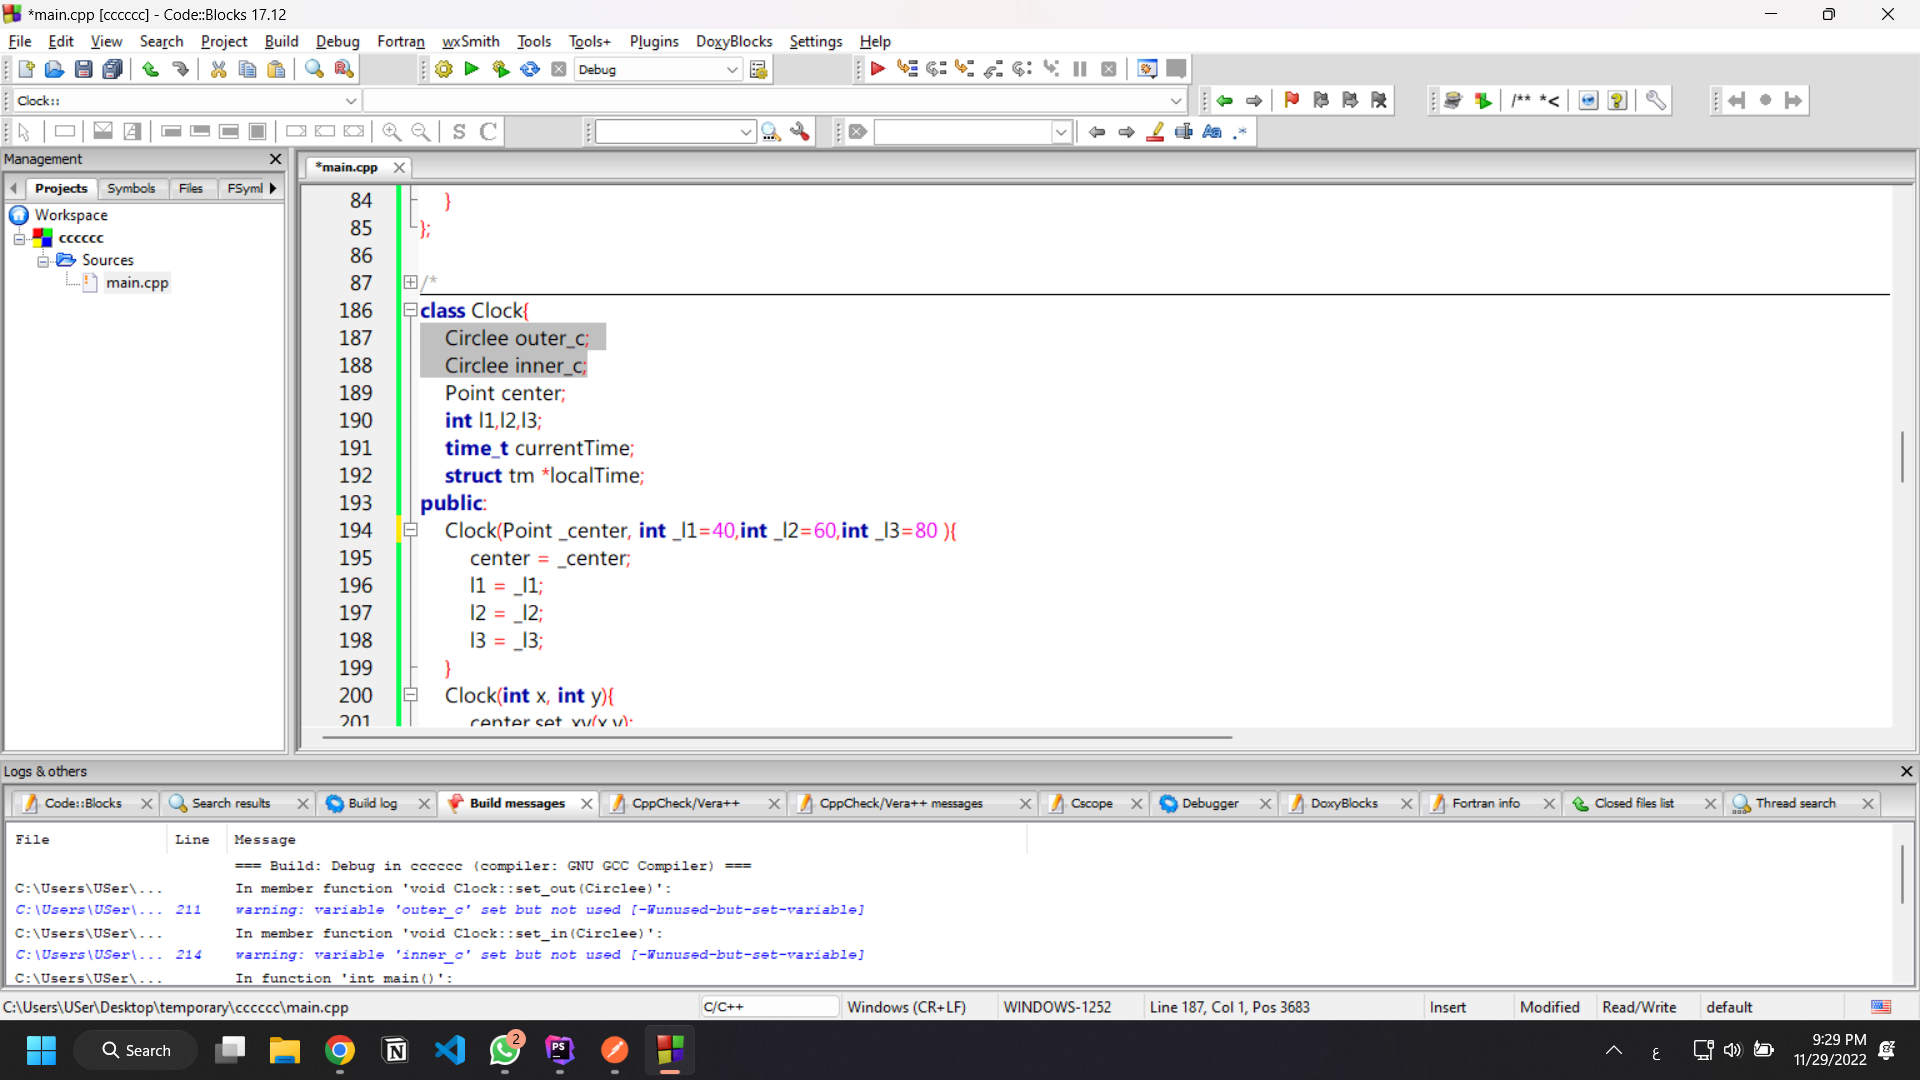 *main.cpp [cccccc] - Code::Blocks 17.12
File Edit View Search Project Build Debug Fortran wxSmith Tools Tools+ Plugins DoxyBlocks Settings Help
Debug
Clock::
/** *<
S C
Aa .*
Management
*main.cpp
Projects Symbols Files FSyml
Workspace
cccccc
Sources
main.cpp
84 }
85 };
86
87 /*
186 class Clock{
187 Circlee outer_c;
188 Circlee inner_c;
189 Point center;
190 int l1,l2,l3;
191 time_t currentTime;
192 struct tm *localTime;
193 public:
194 Clock(Point _center, int _l1=40,int _l2=60,int _l3=80 ){
195 center = _center;
196 l1 = _l1;
197 l2 = _l2;
198 l3 = _l3;
199 }
200 Clock(int x, int y){
201 center.set_xy(x,y);
Logs & others
Code::Blocks Search results Build log Build messages CppCheck/Vera++ CppCheck/Vera++ messages Cscope Debugger DoxyBlocks Fortran info Closed files list Thread search
File Line Message
=== Build: Debug in cccccc (compiler: GNU GCC Compiler) ===
C:\Users\USer\... In member function 'void Clock::set_out(Circlee)':
C:\Users\USer\... 211 warning: variable 'outer_c' set but not used [-Wunused-but-set-variable]
C:\Users\USer\... In member function 'void Clock::set_in(Circlee)':
C:\Users\USer\... 214 warning: variable 'inner_c' set but not used [-Wunused-but-set-variable]
C:\Users\USer\... In function 'int main()':
C:\Users\USer\Desktop\temporary\cccccc\main.cpp C/C++ Windows (CR+LF) WINDOWS-1252 Line 187, Col 1, Pos 3683 Insert Modified Read/Write default
Search
2
PS
ع
9:29 PM
11/29/2022